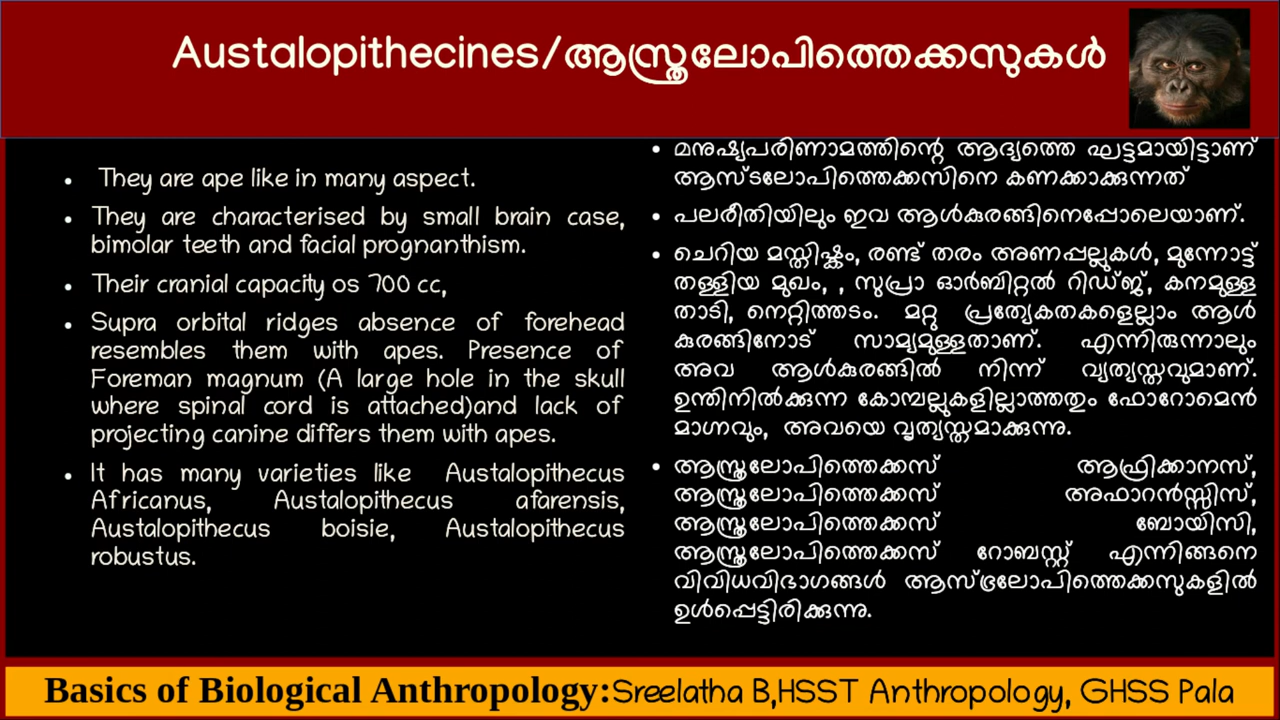 Austalopithecines/ആസ്ത്രലോപിത്തെക്കസുകൾ
• They are ape like in many aspect.
• They are characterised by small brain case,
bimolar teeth and facial prognanthism.
• Their cranial capacity os 700 cc,
• Supra orbital ridges absence of forehead
resembles them with apes. Presence of
Foreman magnum (A large hole in the skull
where spinal cord is attached)and lack of
projecting canine differs them with apes.
• It has many varieties like Austalopithecus
Africanus, Austalopithecus afarensis,
Austalopithecus boisie, Austalopithecus
robustus.
• മനുഷ്യപരിണാമത്തിന്റെ ആദ്യത്തെ ഘട്ടമായിട്ടാണ്
ആസ്ടലോപിത്തെക്കസിനെ കണക്കാക്കുന്നത്
• പലരീതിയിലും ഇവ ആൾകുരങ്ങിനെപ്പോലെയാണ്.
• ചെറിയ മസ്തിഷ്കം, രണ്ട് തരം അണപ്പല്ലുകൾ, മുന്നോട്ട്
തള്ളിയ മുഖം, , സുപ്രാ ഓർബിറ്റൽ റിഡ്ജ്, കനമുള്ള
താടി, നെറ്റിത്തടം. മറ്റു പ്രത്യേകതകളെല്ലാം ആൾ
കുരങ്ങിനോട് സാമ്യമുള്ളതാണ്. എന്നിരുന്നാലും
അവ ആൾകുരങ്ങിൽ നിന്ന് വ്യത്യസ്തവുമാണ്.
ഉന്തിനിൽക്കുന്ന കോമ്പല്ലുകളില്ലാത്തതും ഫോറോമെൻ
മാഗ്നവും, അവയെ വൃത്യസ്തമാക്കുന്നു.
• ആസ്ത്രലോപിത്തെക്കസ് ആഫ്രിക്കാനസ്,
ആസ്ത്രലോപിത്തെക്കസ് അഫാറൻസ്സിസ്,
ആസ്ത്രലോപിത്തെക്കസ് ബോയിസി,
ആസ്ത്രലോപിത്തെക്കസ് റോബസ്റ്റ് എന്നിങ്ങനെ
വിവിധവിഭാഗങ്ങൾ ആസ്ഭ്രലോപിത്തെക്കസുകളിൽ
ഉൾപ്പെട്ടിരിക്കുന്നു.
Basics of Biological Anthropology:Sreelatha B,HSST Anthropology, GHSS Pala